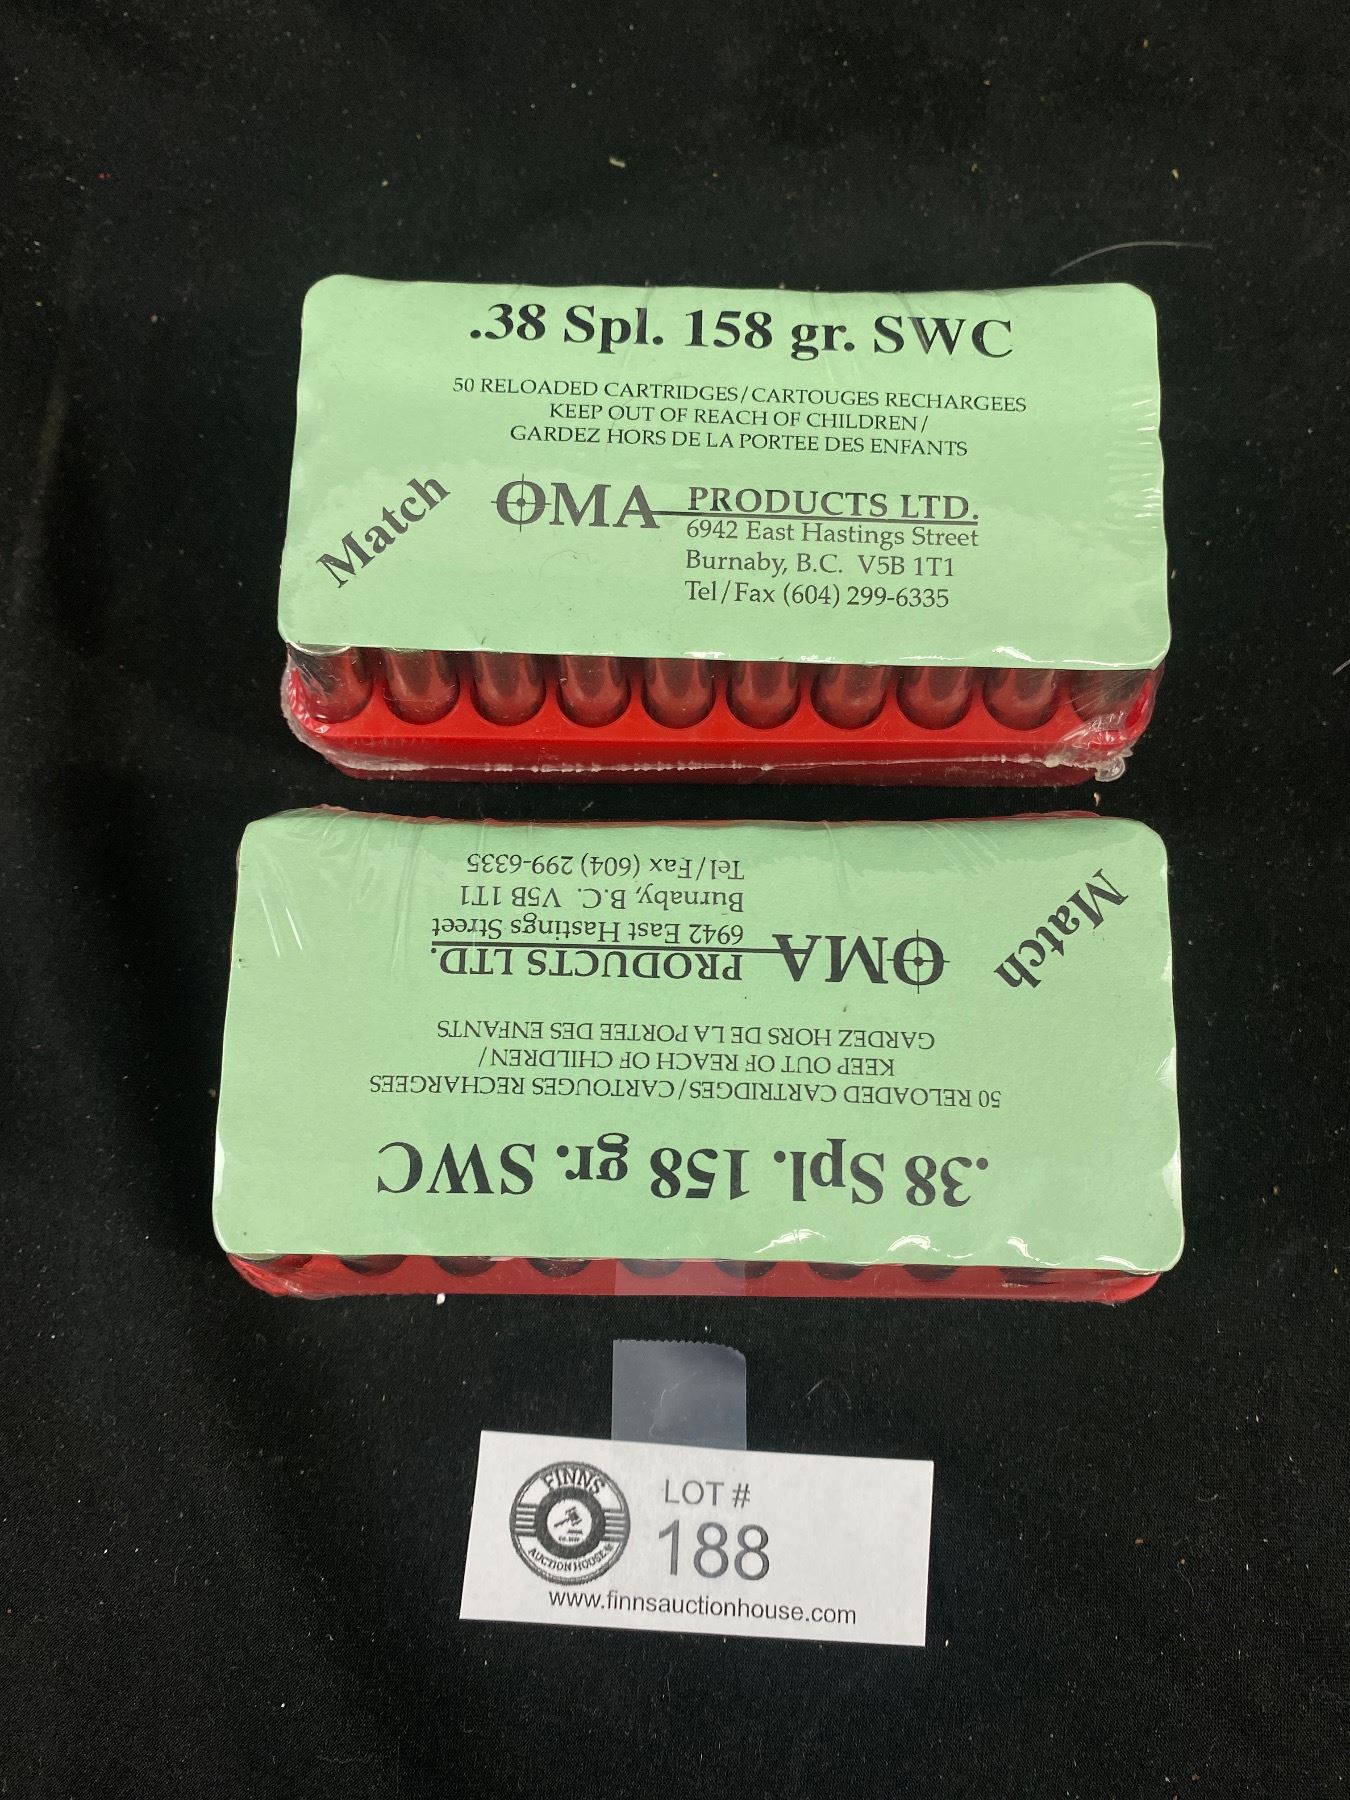 .38 Spl. 158 gr. SWC
50 RELOADED CARTRIDGES/CARTOUGES RECHARGEES
KEEP OUT OF REACH OF CHILDREN/
GARDEZ HORS DE LA PORTEE DES ENFANTS
Match
OMA PRODUCTS LTD.
6942 East Hastings Street
Burnaby, B.C. V5B 1T1
Tel/Fax (604) 299-6335
.38 Spl. 158 gr. SWC
50 RELOADED CARTRIDGES/CARTOUGES RECHARGEES
KEEP OUT OF REACH OF CHILDREN/
GARDEZ HORS DE LA PORTEE DES ENFANTS
Match
OMA PRODUCTS LTD.
6942 East Hastings Street
Burnaby, B.C. V5B 1T1
Tel/Fax (604) 299-6335
FINNS
AUCTION HOUSE
LOT #
188
www.finnsauctionhouse.com